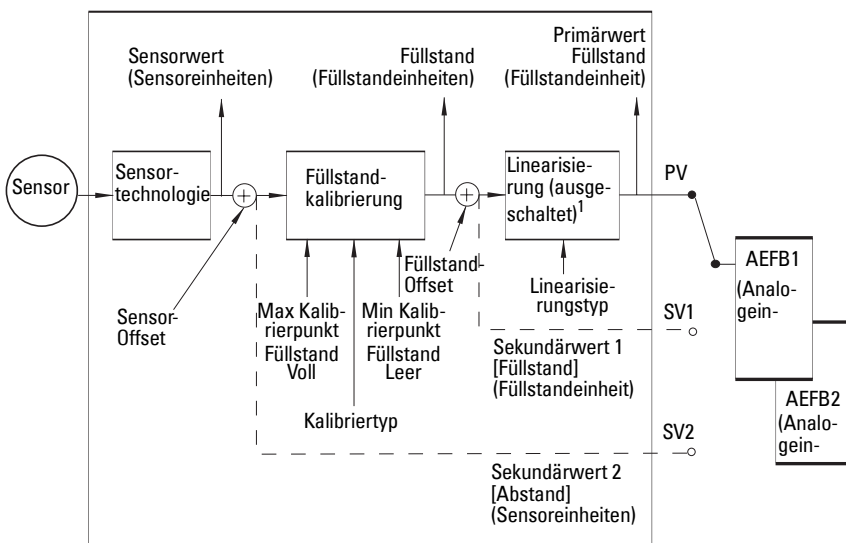 Sensorwert
(Sensoreinheiten)
Füllstand
(Füllstandeinheiten)
Primärwert
Füllstand
(Füllstandeinheit)
Sensor
Sensor-
technologie
Füllstand-
kalibrierung
Linearisie-
rung (ausge-
schaltet)1
PV
Sensor-
Offset
Max Kalib-
rierpunkt
Füllstand
Voll
Min Kalib-
rierpunkt
Füllstand
Leer
Kalibriertyp
Füllstand-
Offset
Linearisie-
rungstyp
SV1
Sekundärwert 1
[Füllstand]
(Füllstandeinheit)
SV2
Sekundärwert 2
[Abstand]
(Sensoreinheiten)
AEFB1
(Analo-
gein-
AEFB2
(Analo-
gein-